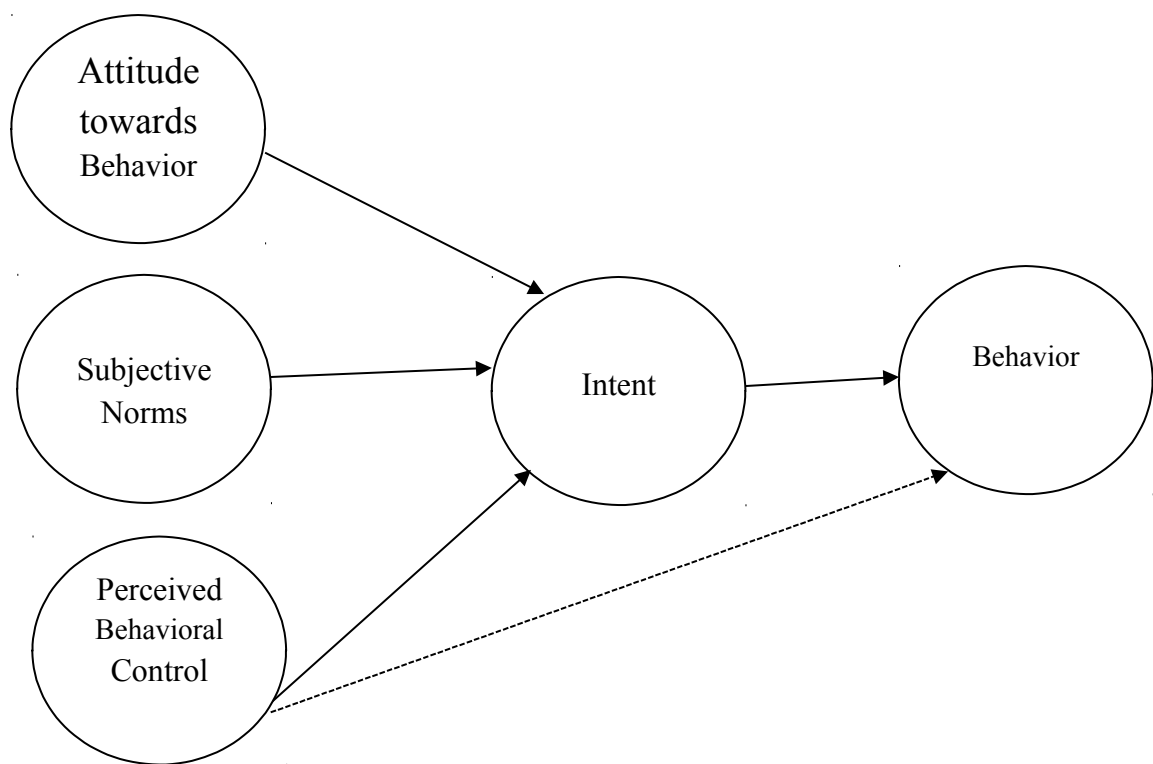 Attitude
towards
Behavior
Subjective
Norms
Perceived
Behavioral
Control
Intent
Behavior